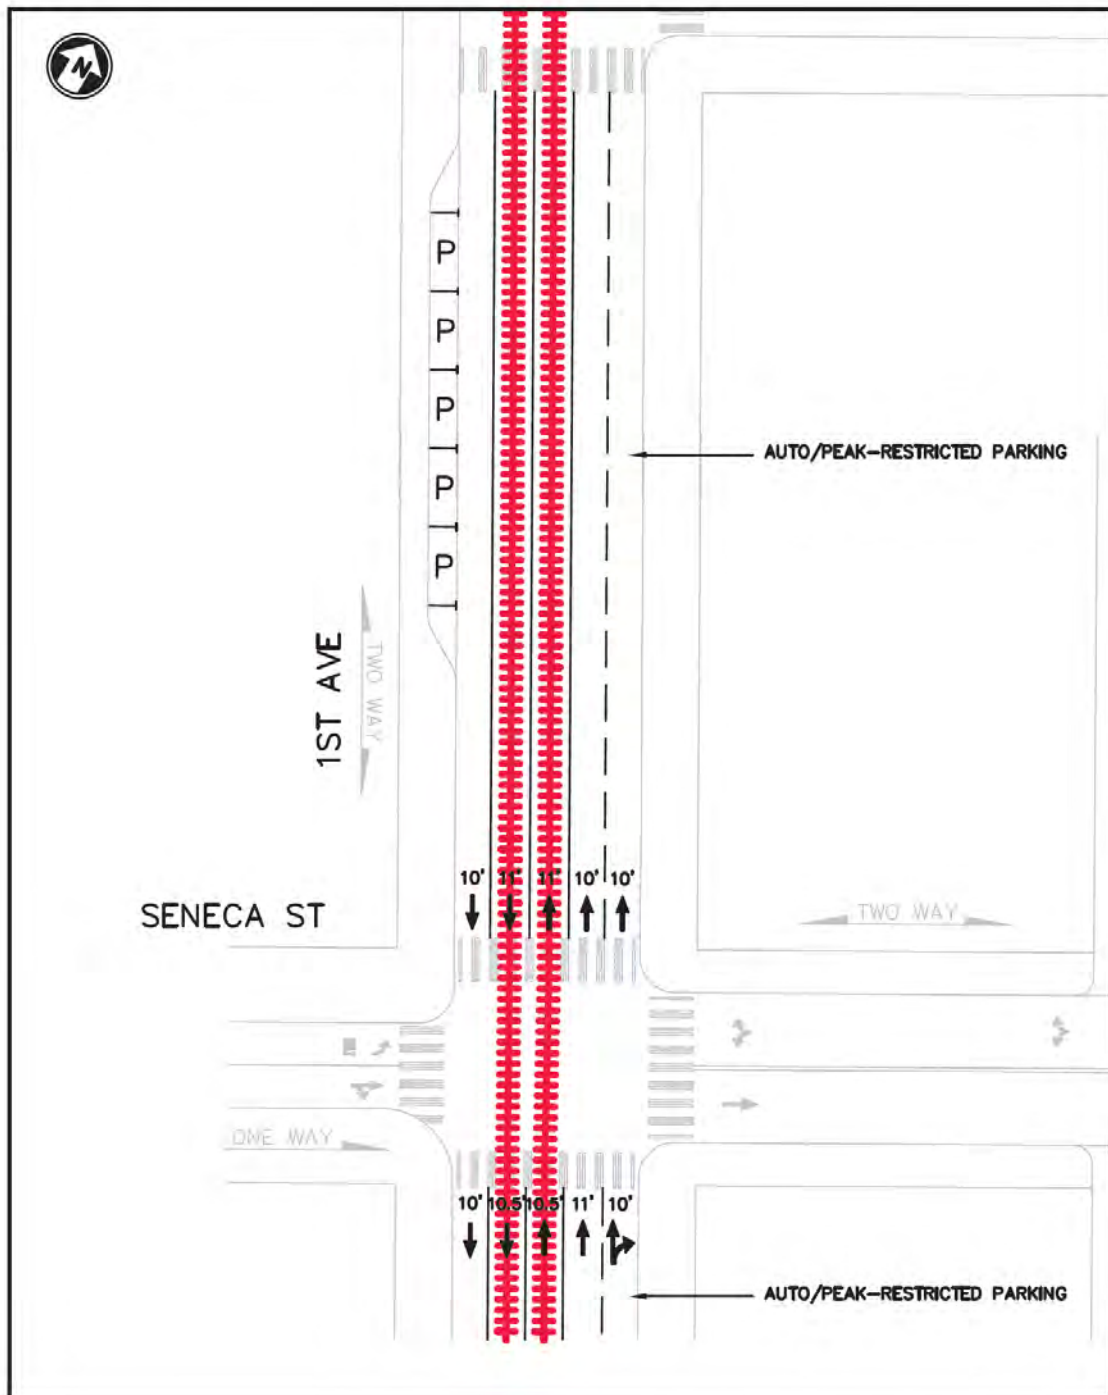 N
P
P
P
P
P
AUTO/PEAK-RESTRICTED PARKING
1ST AVE
TWO WAY
10' 11' 11' 10' 10'
SENECA ST
TWO WAY
ONE WAY
10' 10.5' 10.5' 11' 10'
AUTO/PEAK-RESTRICTED PARKING